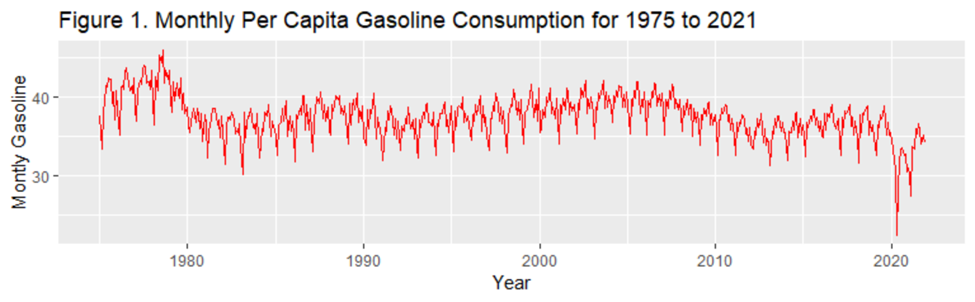 Figure 1. Monthly Per Capita Gasoline Consumption for 1975 to 2021
40
30
Montly Gasoline
1980 1990 2000 2010 2020
Year